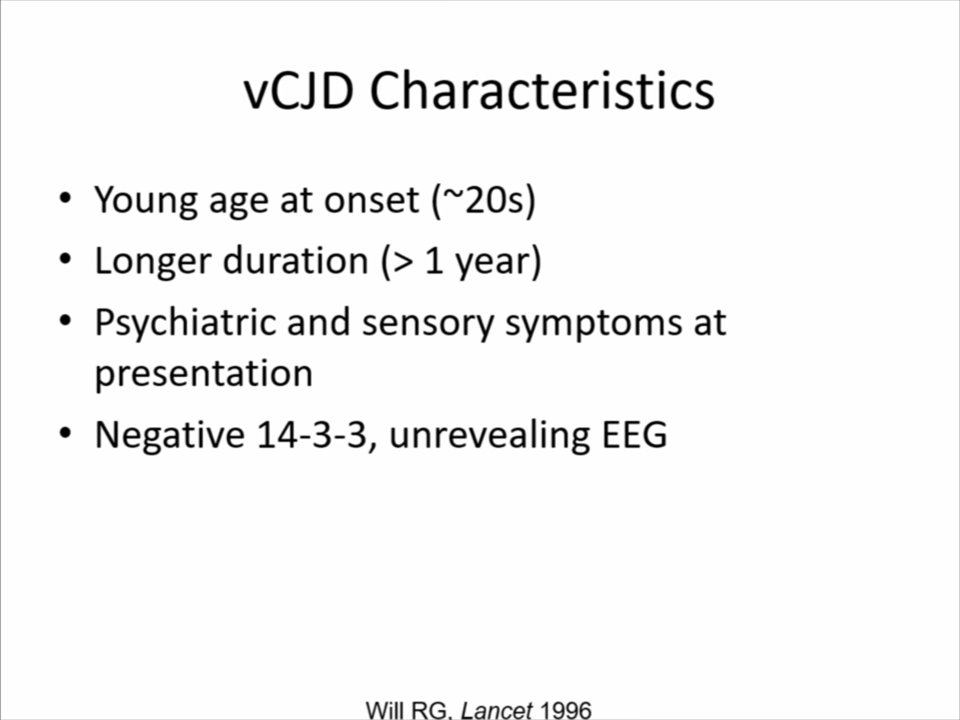 vCJD Characteristics
• Young age at onset (~20s)
• Longer duration (> 1 year)
• Psychiatric and sensory symptoms at
presentation
• Negative 14-3-3, unrevealing EEG
Will RG, Lancet 1996